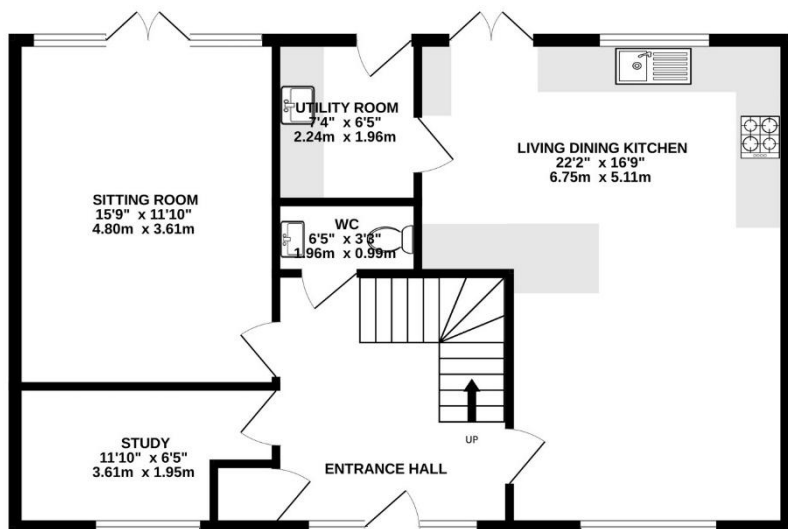 UTILITY ROOM
7'4" x 6'5"
2.24m x 1.96m
LIVING DINING KITCHEN
22'2" x 16'9"
6.75m x 5.11m
SITTING ROOM
15'9" x 11'10"
4.80m x 3.61m
WC
6'5" x 3'3"
1.96m x 0.99m
STUDY
11'10" x 6'5"
3.61m x 1.95m
UP
ENTRANCE HALL